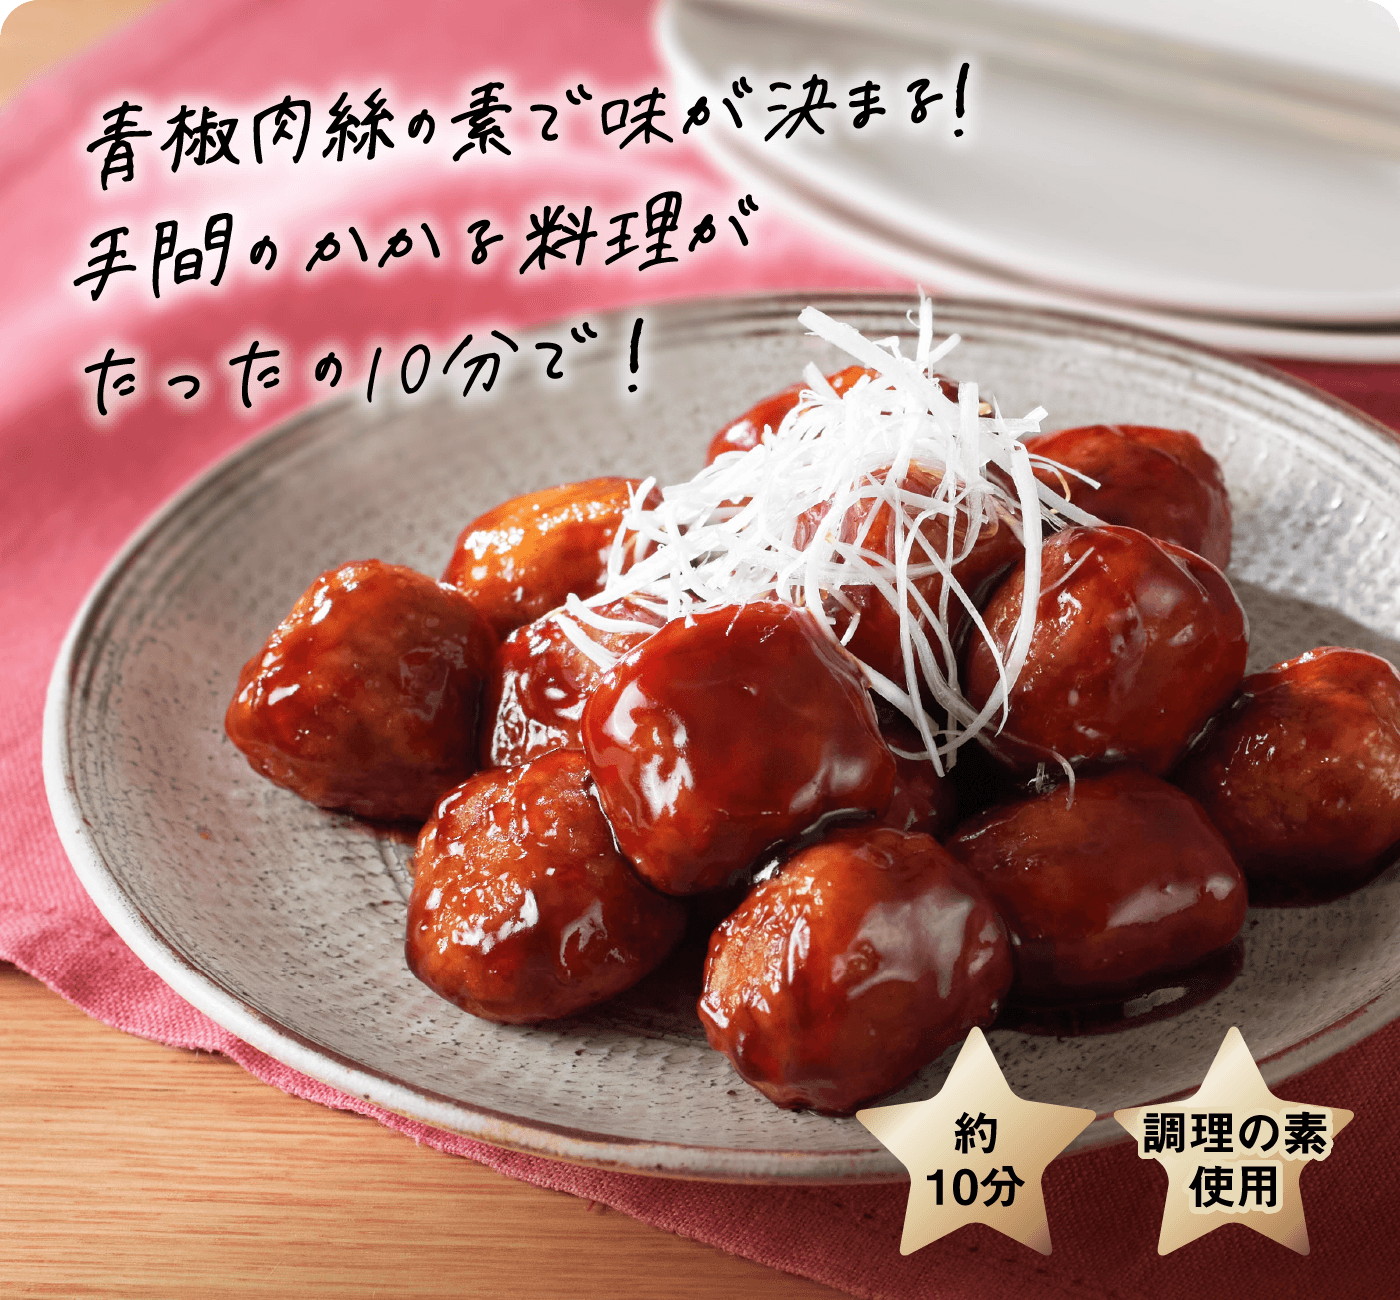 青椒肉絲の素で味が決まる!
手間のかかる料理が
たったの10分で!
約
10分
調理の素
使用